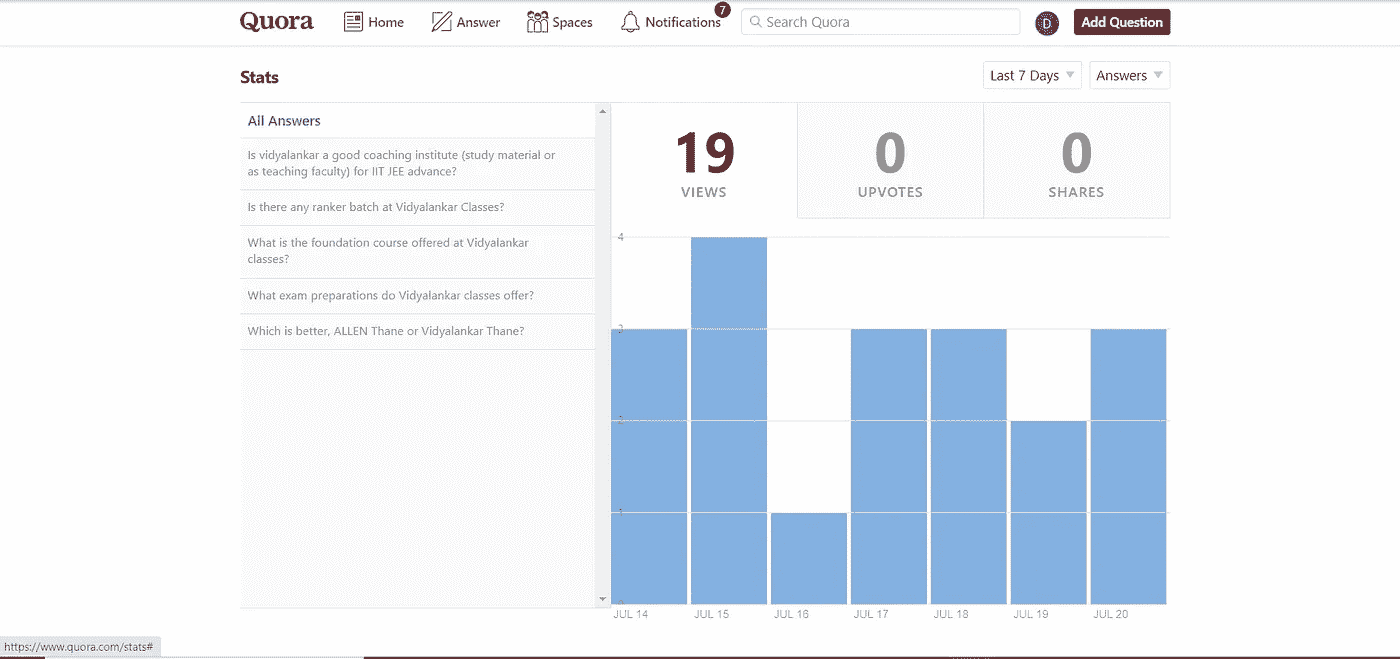 Quora
Home
Answer
Spaces
Notifications
7
Search Quora
D
Add Question
Stats
Last 7 Days
Answers
All Answers
Is vidyalankar a good coaching institute (study material or
as teaching faculty) for IIT JEE advance?
Is there any ranker batch at Vidyalankar Classes?
What is the foundation course offered at Vidyalankar
classes?
What exam preparations do Vidyalankar classes offer?
Which is better, ALLEN Thane or Vidyalankar Thane?
19
VIEWS
0
UPVOTES
0
SHARES
4
3
2
1
0
JUL 14
JUL 15
JUL 16
JUL 17
JUL 18
JUL 19
JUL 20
https://www.quora.com/stats#